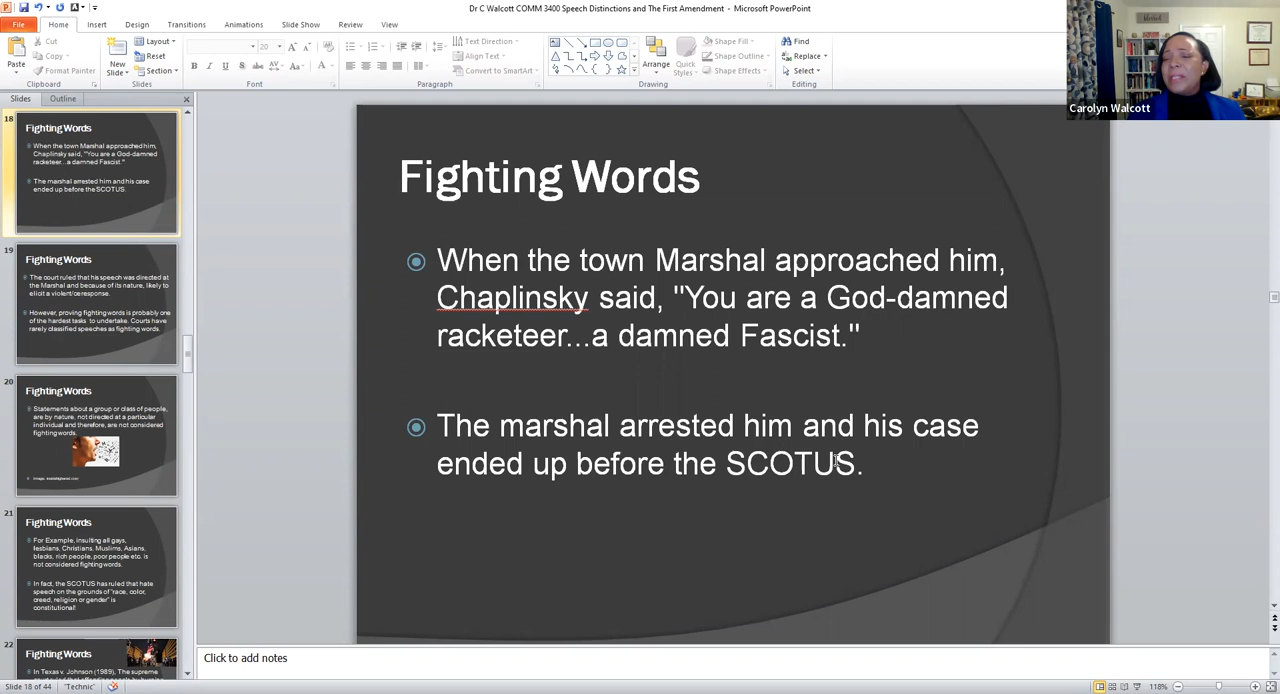 Dr C Walcott COMM 3400 Speech Distinctions and The First Amendment - Microsoft PowerPoint
File Home Insert Design Transitions Animations Slide Show Review View
Cut
Copy
Format Painter
Paste
Clipboard
New
Slide
Layout
Reset
Section
Slides
20
Font
Text Direction
Align Text
Convert to SmartArt
Paragraph
Arrange
Quick
Styles
Shape Fill
Shape Outline
Shape Effects
Drawing
Find
Replace
Select
Editing
Carolyn Walcott
Slides Outline
18
Fighting Words
When the town Marshal approached him,
Chaplinsky said, "You are a God-damned
racketeer...a damned Fascist."
The marshal arrested him and his case
ended up before the SCOTUS.
19
Fighting Words
The court ruled that his speech was directed at
the Marshal and because of its nature, likely to
elicit a violent/ceresponse.
However, proving fighting words is probably one
of the hardest tasks to undertake. Courts have
rarely classified speeches as fighting words.
20
Fighting Words
Statements about a group or class of people,
are by nature, not directed at a particular
individual and therefore, are not considered
fighting words.
21
Fighting Words
For Example, insulting all gays,
lesbians, Christians, Muslims, Asians,
blacks, rich people, poor people etc. is
not considered fighting words.
In fact, the SCOTUS has ruled that hate
speech on the grounds of "race, color,
creed, religion or gender" is
constitutional!
22
Fighting Words
In Texas v. Johnson (1989), The supreme
Fighting Words
When the town Marshal approached him,
Chaplinsky said, "You are a God-damned
racketeer...a damned Fascist."
The marshal arrested him and his case
ended up before the SCOTUS.
Click to add notes
Slide 18 of 44 "Technic" 118%